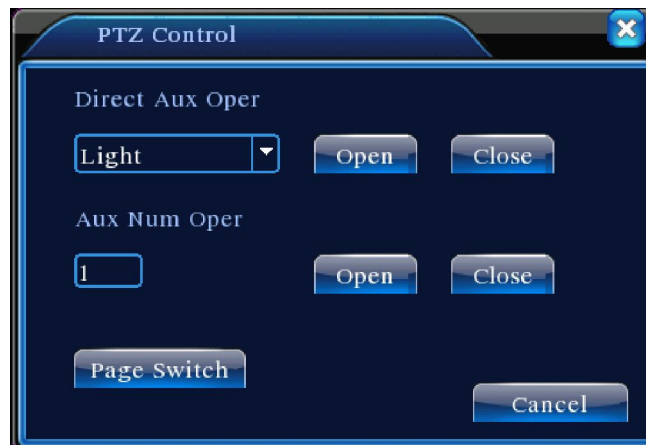 PTZ Control
Direct Aux Oper
Light Open Close
Aux Num Oper
1 Open Close
Page Switch
Cancel